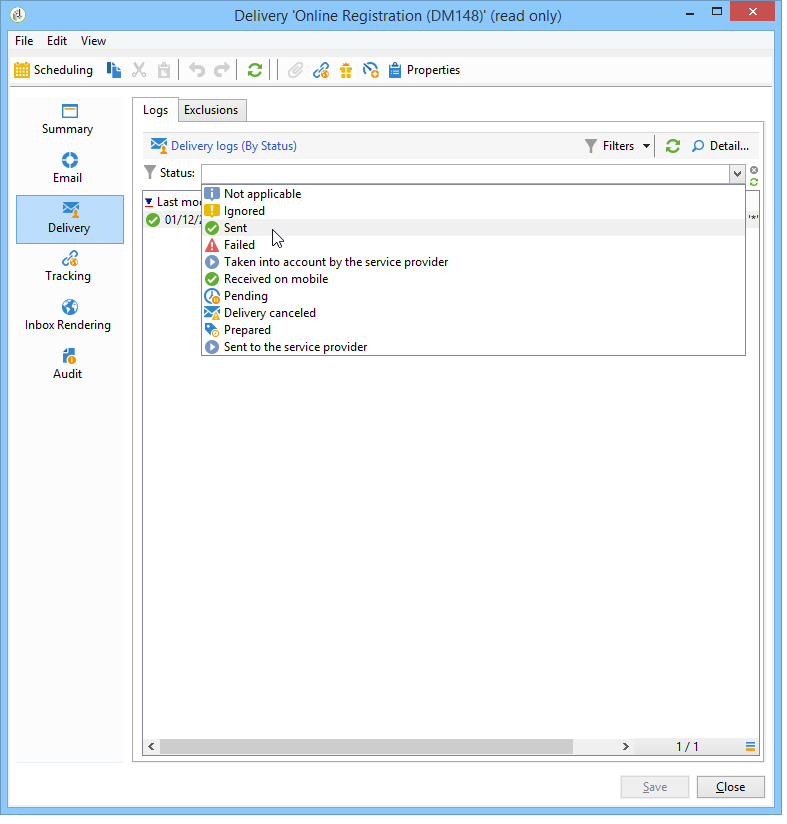 Delivery 'Online Registration (DM148)' (read only)
File Edit View
Scheduling Properties
Summary
Email
Delivery
Tracking
Inbox Rendering
Audit
Logs Exclusions
Delivery logs (By Status) Filters Detail...
Status:
Last mo
01/12/
Not applicable
Ignored
Sent
Failed
Taken into account by the service provider
Received on mobile
Pending
Delivery canceled
Prepared
Sent to the service provider
'*'
1 / 1
Save Close